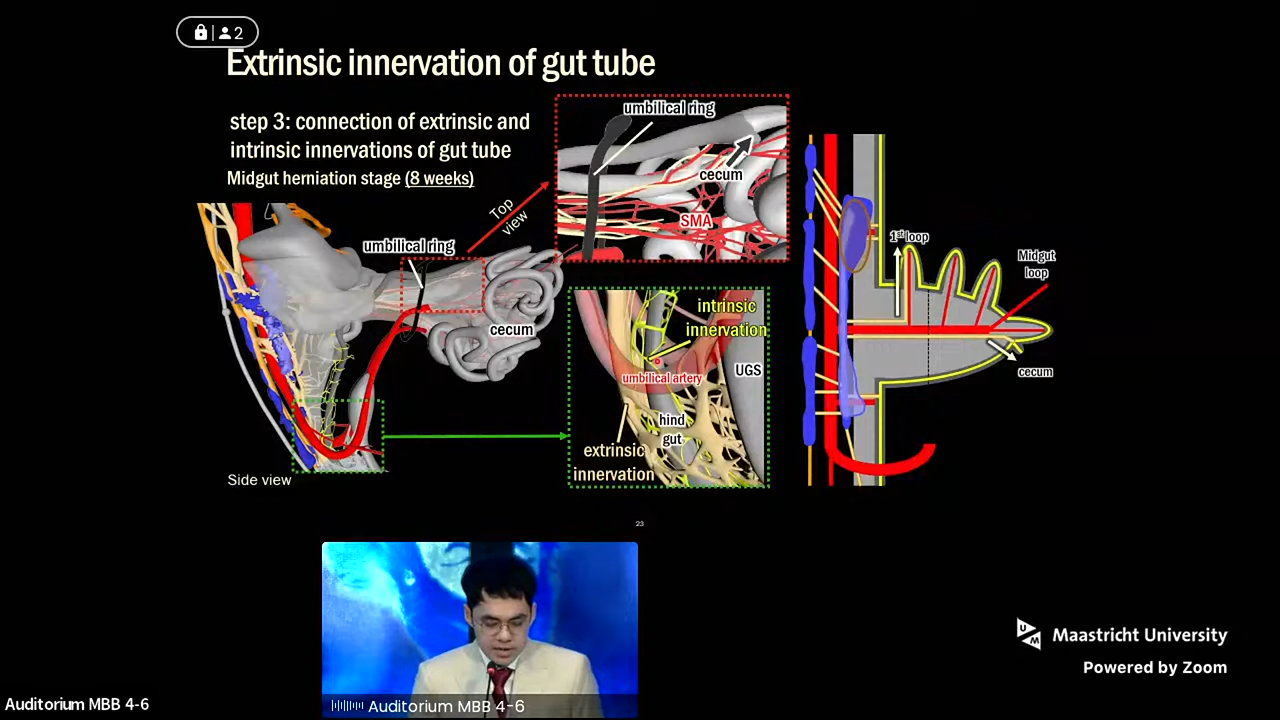 2
Extrinsic innervation of gut tube
step 3: connection of extrinsic and
intrinsic innervations of gut tube
Midgut herniation stage (8 weeks)
umbilical ring
cecum
SMA
Top
view
umbilical ring
cecum
Side view
intrinsic
innervation
umbilical artery
UGS
hind
gut
extrinsic
innervation
1st loop
Midgut
loop
cecum
23
UM
Maastricht University
Powered by Zoom
Auditorium MBB 4-6
Auditorium MBB 4-6